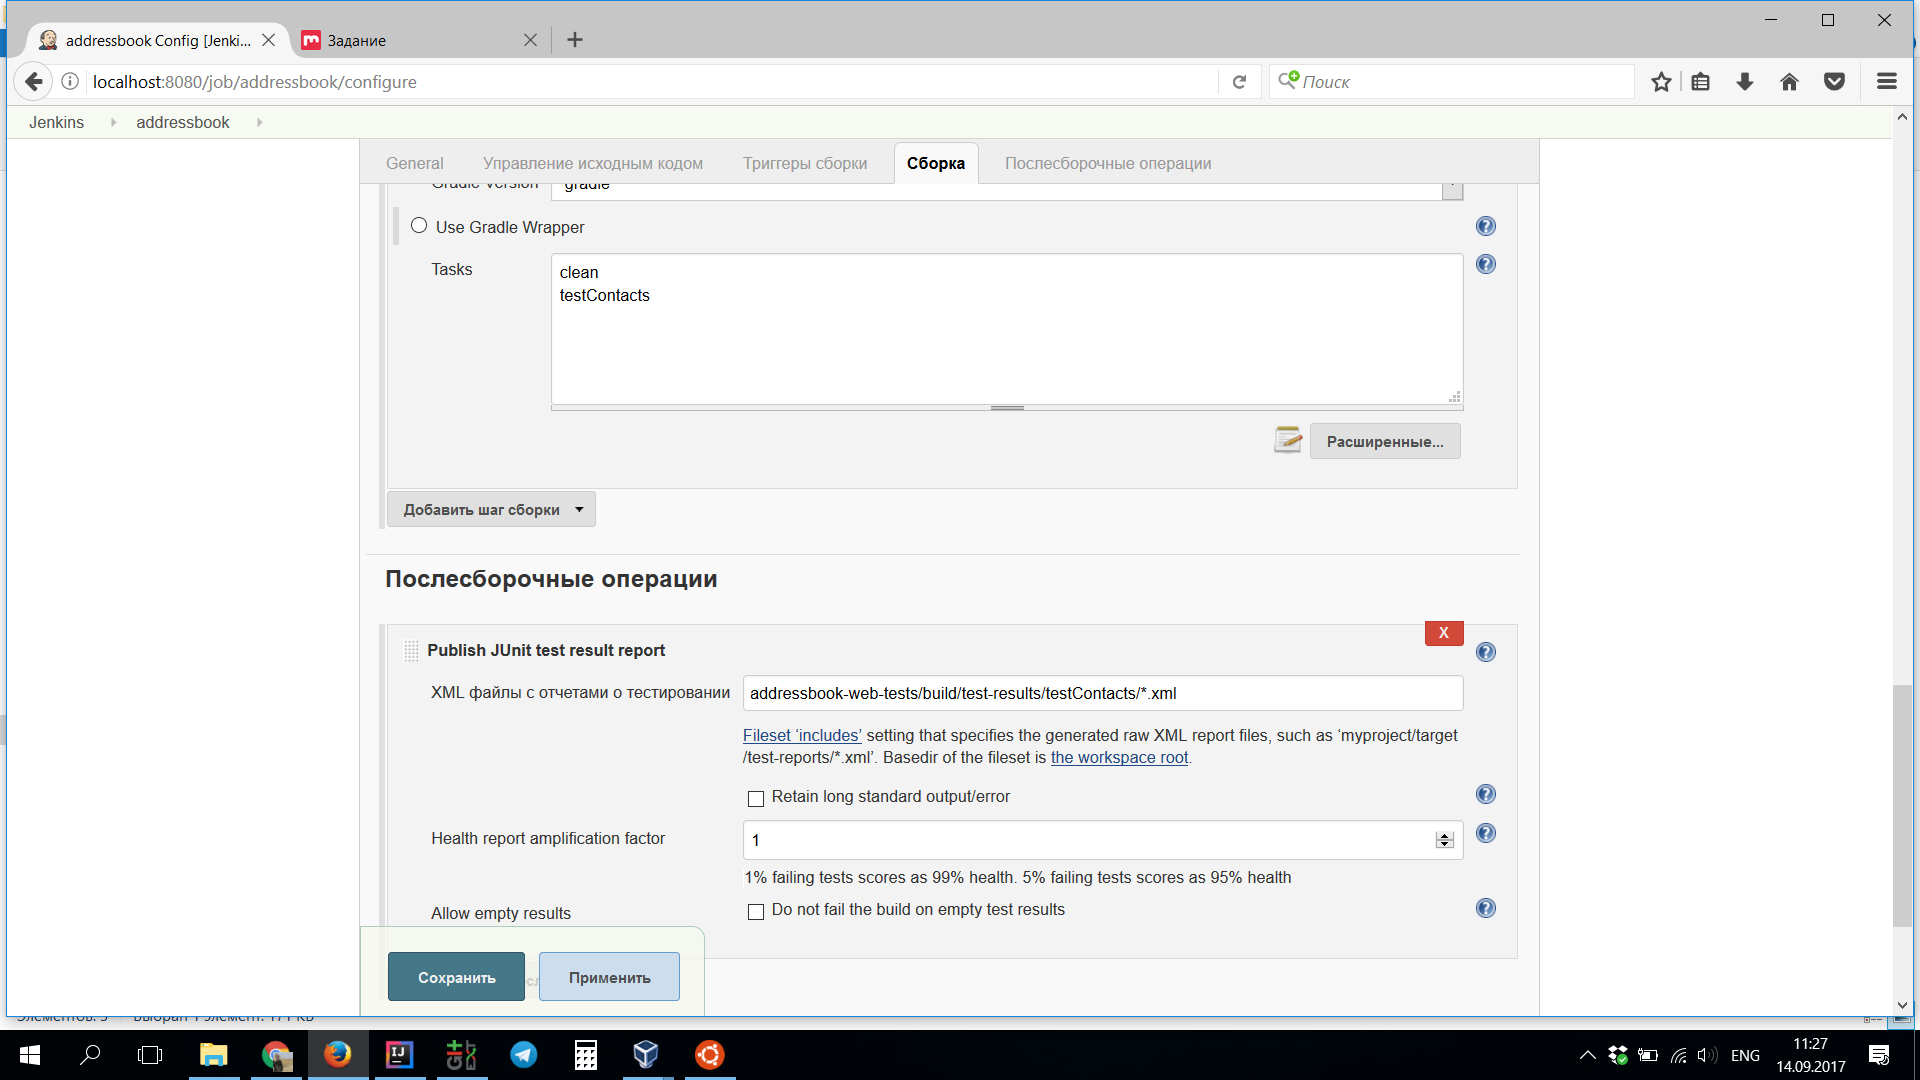 addressbook Config [Jenki...
Задание
localhost:8080/job/addressbook/configure
Поиск
Jenkins
addressbook
General
Управление исходным кодом
Триггеры сборки
Сборка
Послесборочные операции
Gradle Version
gradle
Use Gradle Wrapper
Tasks
clean
testContacts
Расширенные...
Добавить шаг сборки
Послесборочные операции
X
Publish JUnit test result report
XML файлы с отчетами о тестировании
addressbook-web-tests/build/test-results/testContacts/*.xml
Fileset ‘includes’ setting that specifies the generated raw XML report files, such as ‘myproject/target
/test-reports/*.xml’. Basedir of the fileset is the workspace root.
Retain long standard output/error
Health report amplification factor
1
1% failing tests scores as 99% health. 5% failing tests scores as 95% health
Allow empty results
Do not fail the build on empty test results
Сохранить
Применить
ENG
11:27
14.09.2017